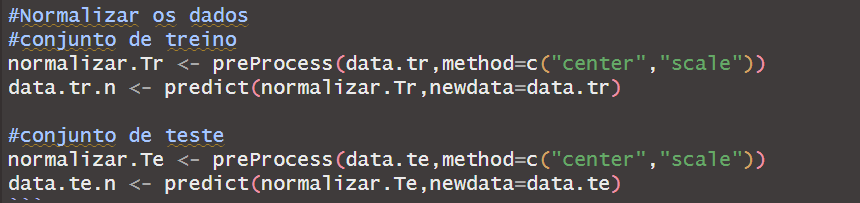 #Normalizar os dados
#conjunto de treino
normalizar.Tr <- preProcess(data.tr,method=c("center","scale"))
data.tr.n <- predict(normalizar.Tr,newdata=data.tr)
#conjunto de teste
normalizar.Te <- preProcess(data.te,method=c("center","scale"))
data.te.n <- predict(normalizar.Te,newdata=data.te)
```